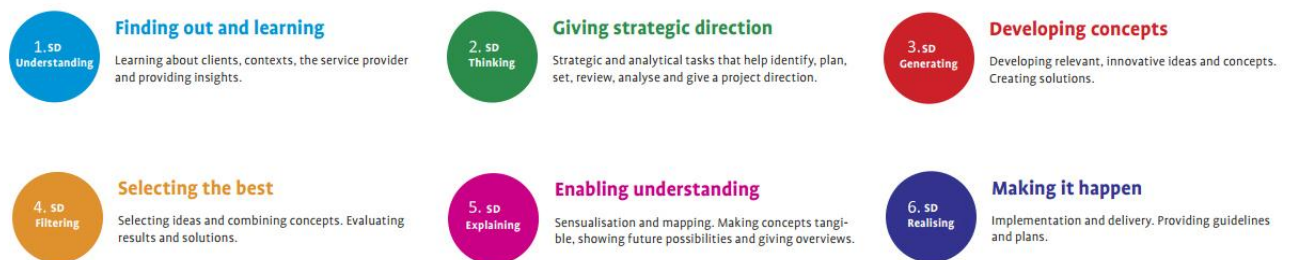 1.SD
Understanding
Finding out and learning
Learning about clients, contexts, the service provider
and providing insights.
2. SD
Thinking
Giving strategic direction
Strategic and analytical tasks that help identify, plan,
set, review, analyse and give a project direction.
3.SD
Generating
Developing concepts
Developing relevant, innovative ideas and concepts.
Creating solutions.
4. SD
Filtering
Selecting the best
Selecting ideas and combining concepts. Evaluating
results and solutions.
5. SD
Explaining
Enabling understanding
Sensualisation and mapping. Making concepts tangi-
ble, showing future possibilities and giving overviews.
6. SD
Realising
Making it happen
Implementation and delivery. Providing guidelines
and plans.